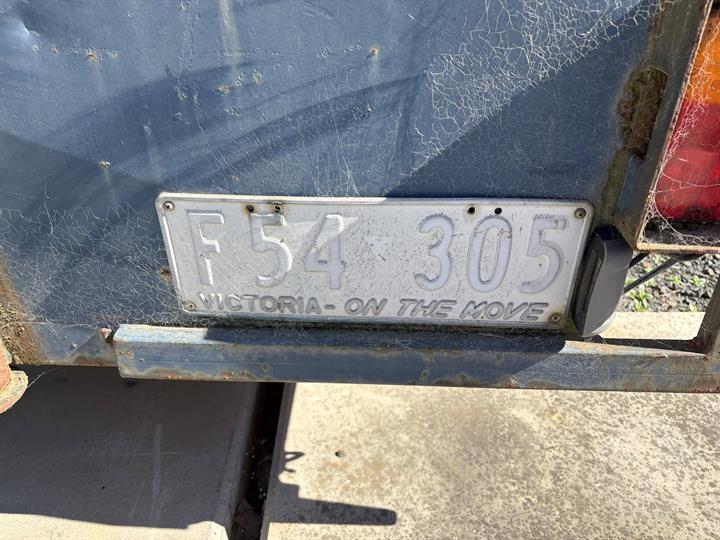 F54·305
VICTORIA - ON THE MOVE